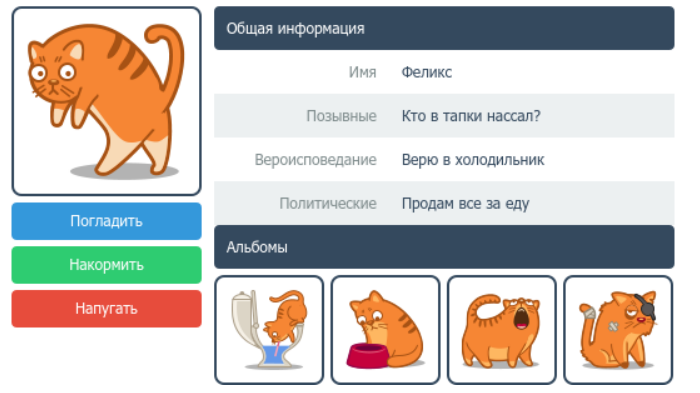 Погладить
Накормить
Напугать
Общая информация
Имя Феликс
Позывные Кто в тапки нассал?
Вероисповедание Верю в холодильник
Политические Продам все за еду
Альбомы